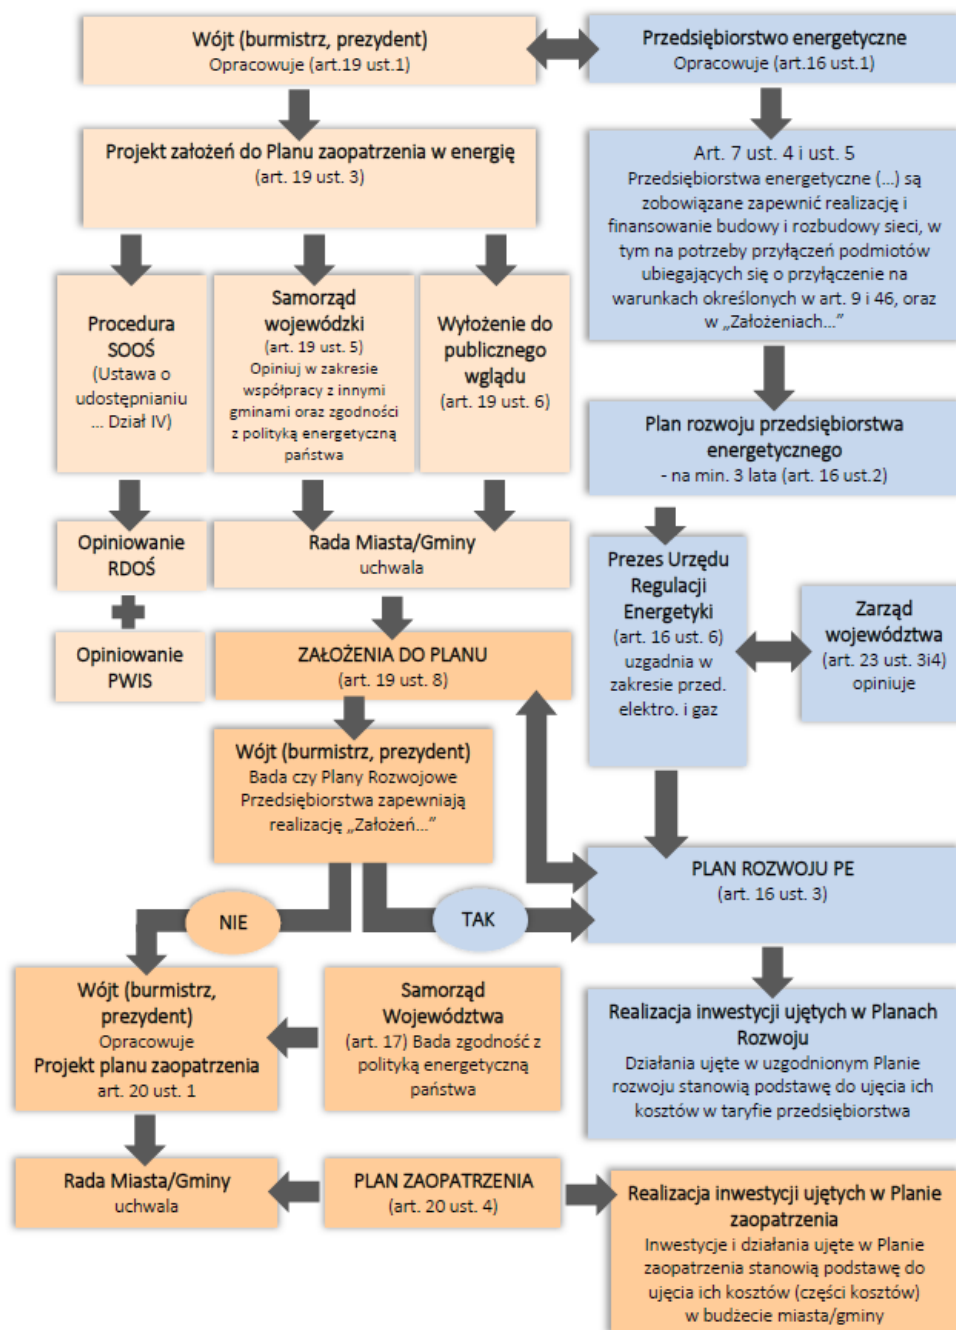 Wójt (burmistrz, prezydent)
Opracowuje (art.19 ust.1)
Przedsiębiorstwo energetyczne
Opracowuje (art.16 ust.1)
Projekt założeń do Planu zaopatrzenia w energię
(art. 19 ust. 3)
Art. 7 ust. 4 i ust. 5
Przedsiębiorstwa energetyczne (...) są
zobowiązane zapewnić realizację i
finansowanie budowy i rozbudowy sieci, w
tym na potrzeby przyłączeń podmiotów
ubiegających się o przyłączenie na
warunkach określonych w art. 9 i 46, oraz
w „Założeniach...”
Procedura
SOOŚ
(Ustawa o
udostępnianiu
... Dział IV)
Samorząd
wojewódzki
(art. 19 ust. 5)
Opiniuj w zakresie
współpracy z innymi
gminami oraz zgodności
z polityką energetyczną
państwa
Wyłożenie do
publicznego
wglądu
(art. 19 ust. 6)
Plan rozwoju przedsiębiorstwa
energetycznego
- na min. 3 lata (art. 16 ust.2)
Opiniowanie
RDOŚ
Rada Miasta/Gminy
uchwala
Prezes Urzędu
Regulacji
Energetyki
(art. 16 ust. 6)
uzgadnia w
zakresie przed.
elektro. i gaz
Zarząd
województwa
(art. 23 ust. 3i4)
opiniuje
Opiniowanie
PWIS
ZAŁOŻENIA DO PLANU
(art. 19 ust. 8)
Wójt (burmistrz, prezydent)
Bada czy Plany Rozwojowe
Przedsiębiorstwa zapewniają
realizację „Założeń...”
PLAN ROZWOJU PE
(art. 16 ust. 3)
NIE
TAK
Wójt (burmistrz,
prezydent)
Opracowuje
Projekt planu zaopatrzenia
art. 20 ust. 1
Samorząd
Województwa
(art. 17) Bada zgodność z
polityką energetyczną
państwa
Realizacja inwestycji ujętych w Planach
Rozwoju
Działania ujęte w uzgodnionym Planie
rozwoju stanowią podstawę do ujęcia ich
kosztów w taryfie przedsiębiorstwa
Rada Miasta/Gminy
uchwala
PLAN ZAOPATRZENIA
(art. 20 ust. 4)
Realizacja inwestycji ujętych w Planie
zaopatrzenia
Inwestycje i działania ujęte w Planie
zaopatrzenia stanowią podstawę do
ujęcia ich kosztów (części kosztów)
w budżecie miasta/gminy